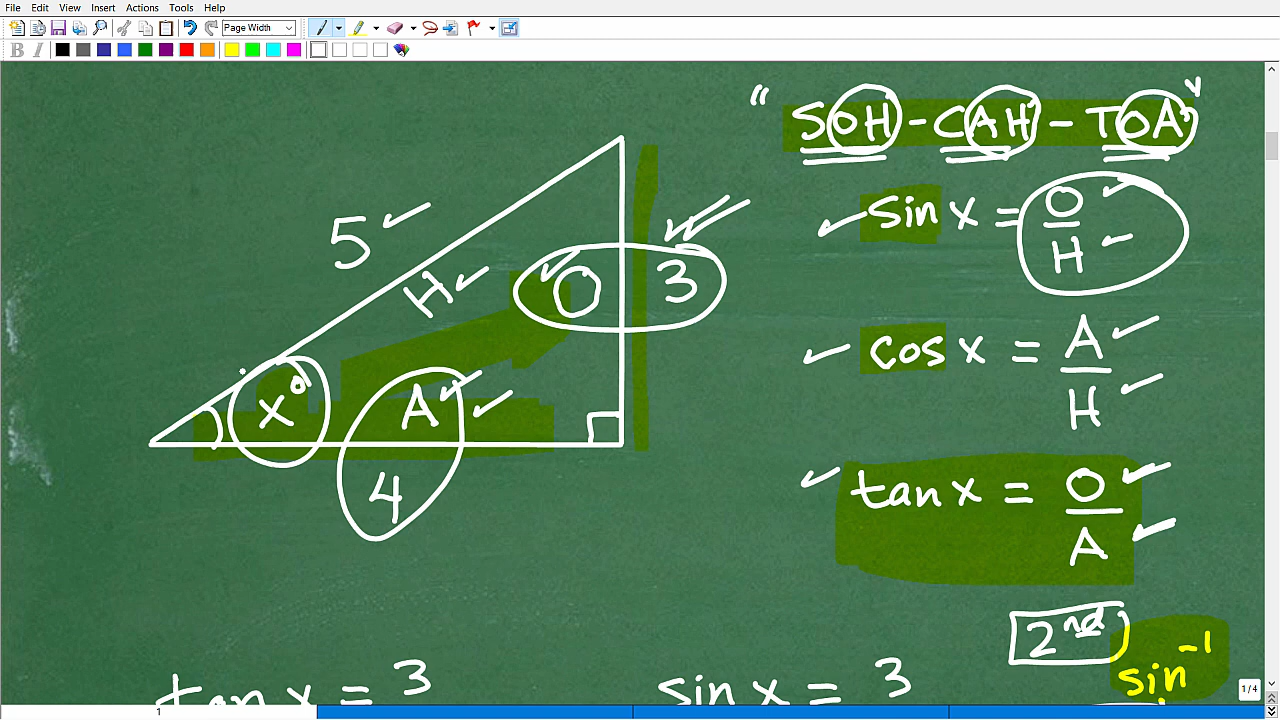 File Edit View Insert Actions Tools Help
Page Width
B I
" SOH - CAH - TOA "
sin x = O/H
5 ✓
H ✓
✓ O 3
cos x = A/H
x° A ✓
4
tan x = O/A
2nd
sin⁻¹
tan x = 3
sin x = 3
1/4
1